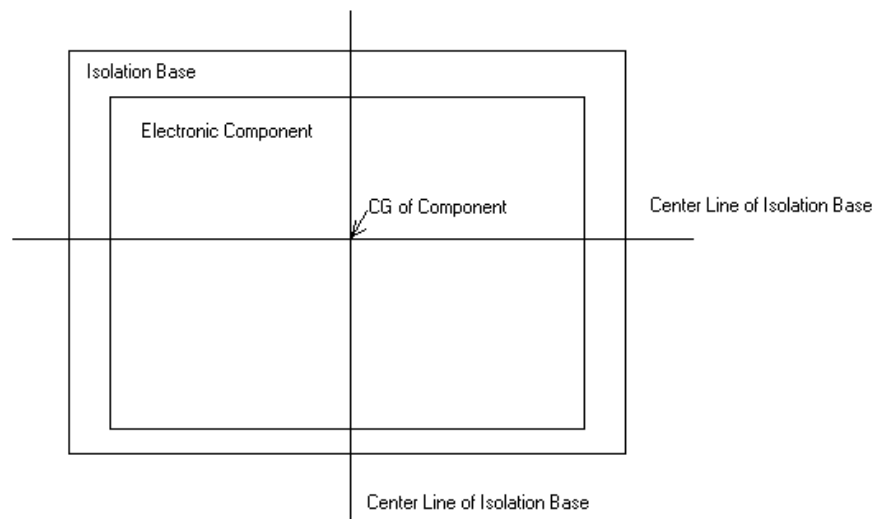 Isolation Base
Electronic Component
CG of Component
Center Line of Isolation Base
Center Line of Isolation Base